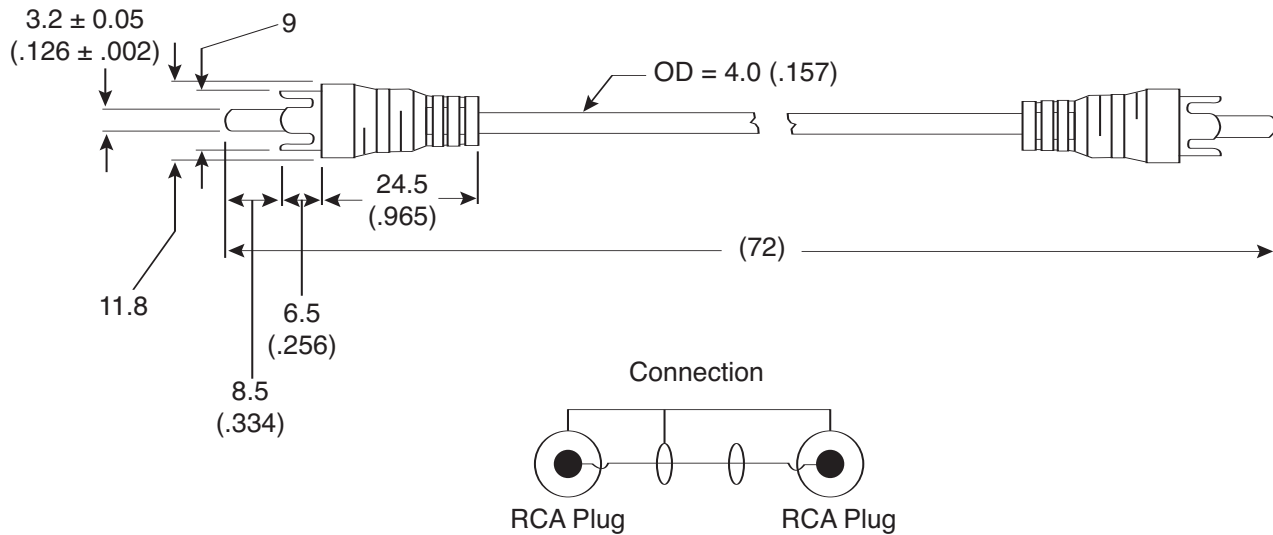 3.2 ± 0.05
(.126 ± .002)
9
OD = 4.0 (.157)
24.5
(.965)
(72)
11.8
6.5
(.256)
8.5
(.334)
Connection
RCA Plug
RCA Plug